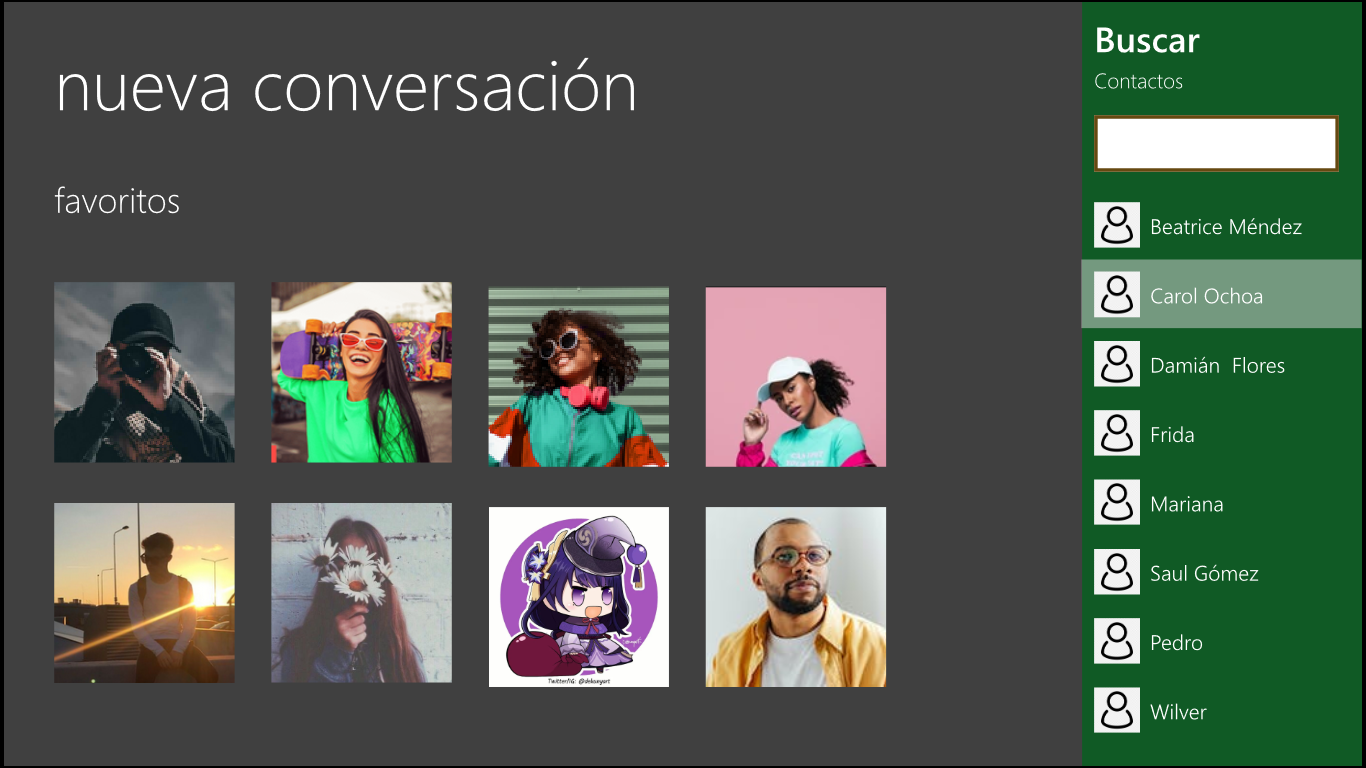 nueva conversación
favoritos
Twitter/IG: @dekaeyart
Buscar
Contactos
Beatrice Méndez
Carol Ochoa
Damián  Flores
Frida
Mariana
Saul Gómez
Pedro
Wilver